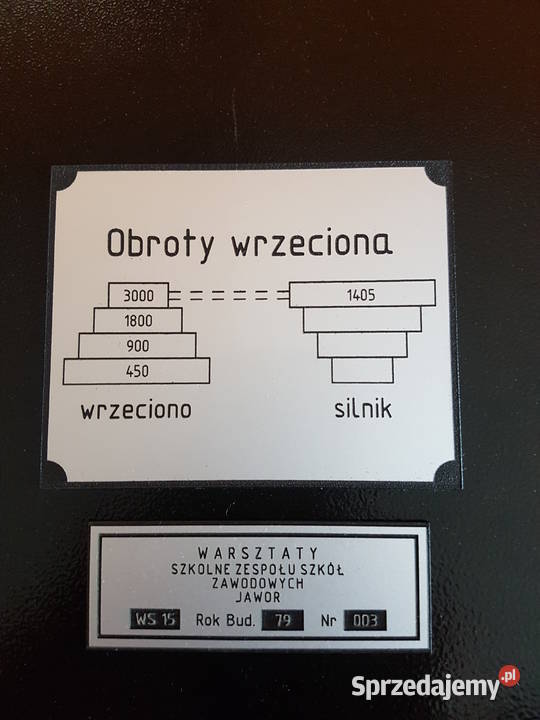 Obroty wrzeciona
3000 1405
1800
900
450
wrzeciono silnik
WARSZTATY
SZKOLNE ZESPOŁU SZKÓŁ
ZAWODOWYCH
JAWOR
WS 15 Rok Bud. 79 Nr 003
Sprzedajemy.pl